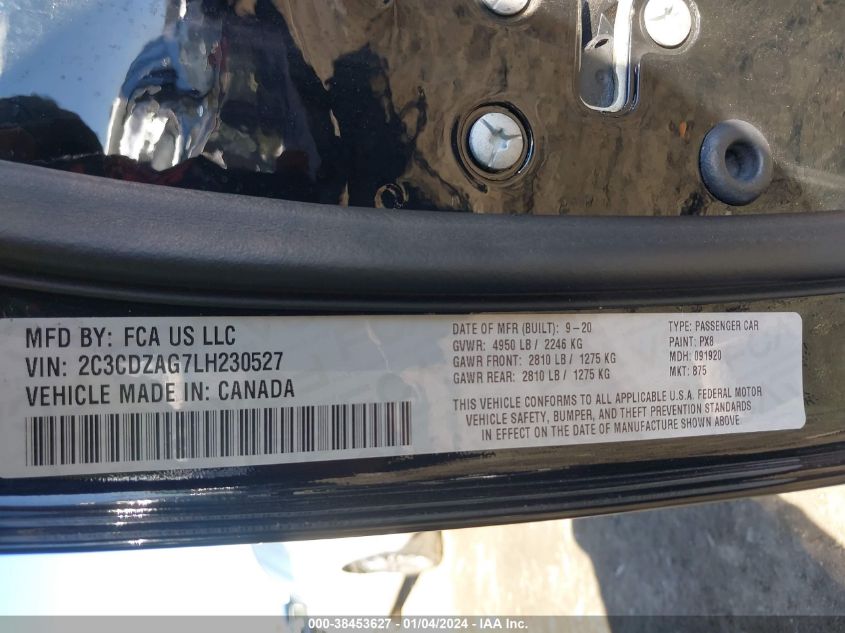 MFD BY: FCA US LLC
VIN: 2C3CDZAG7LH230527
VEHICLE MADE IN: CANADA
DATE OF MFR (BUILT): 9-20
GVWR: 4950 LB / 2246 KG
GAWR FRONT: 2810 LB / 1275 KG
GAWR REAR: 2810 LB / 1275 KG
TYPE: PASSENGER CAR
PAINT: PX8
MDH: 091920
MKT: B75
THIS VEHICLE CONFORMS TO ALL APPLICABLE U.S.A. FEDERAL MOTOR
VEHICLE SAFETY, BUMPER, AND THEFT PREVENTION STANDARDS
IN EFFECT ON THE DATE OF MANUFACTURE SHOWN ABOVE
000-38453627 - 01/04/2024 - IAA Inc.